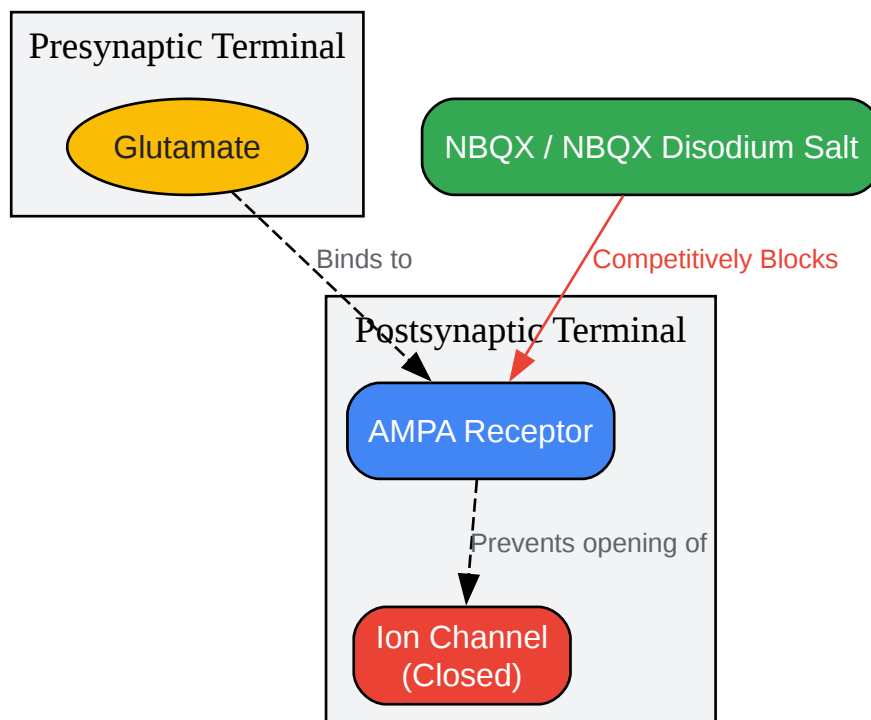 Presynaptic Terminal
Glutamate
NBQX / NBQX Disodium Salt
Binds to
Competitively Blocks
Postsynaptic Terminal
AMPA Receptor
Prevents opening of
Ion Channel
(Closed)